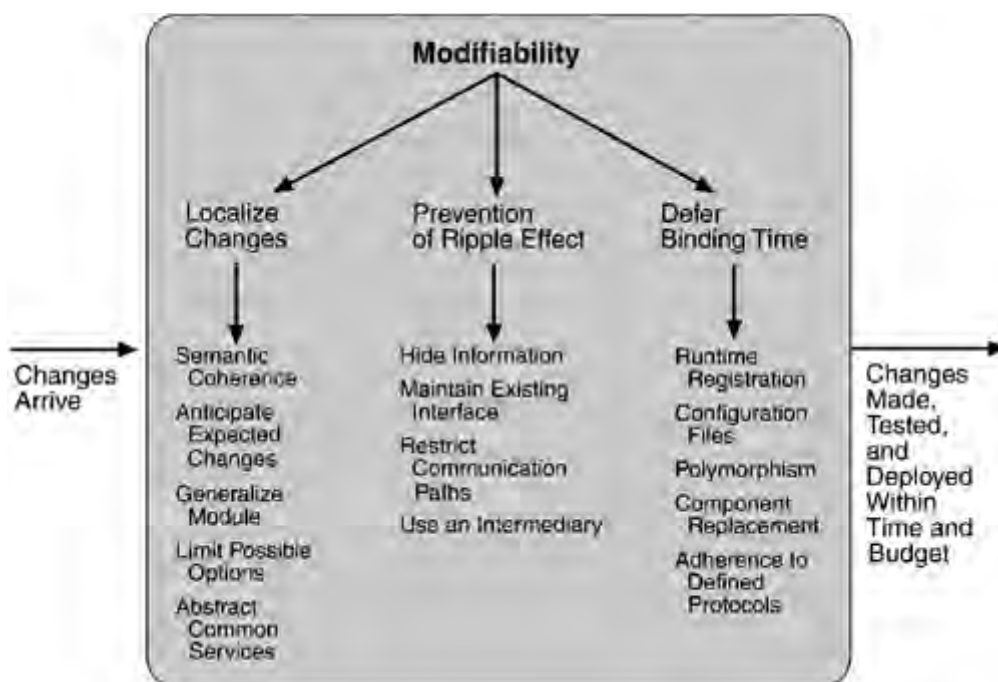 Modifiability
Localize
Changes
Prevention
of Ripple Effect
Defer
Binding Time
Changes
Arrive
Semantic
Coherence
Anticipate
Expected
Changes
Generalize
Module
Limit Possible
Options
Abstract
Common
Services
Hide Information
Maintain Existing
Interface
Restrict
Communication
Paths
Use an Intermediary
Runtime
Registration
Configuration
Files
Polymorphism
Component
Replacement
Adherence to
Defined
Protocols
Changes
Made,
Tested,
and
Deployed
Within
Time and
Budget